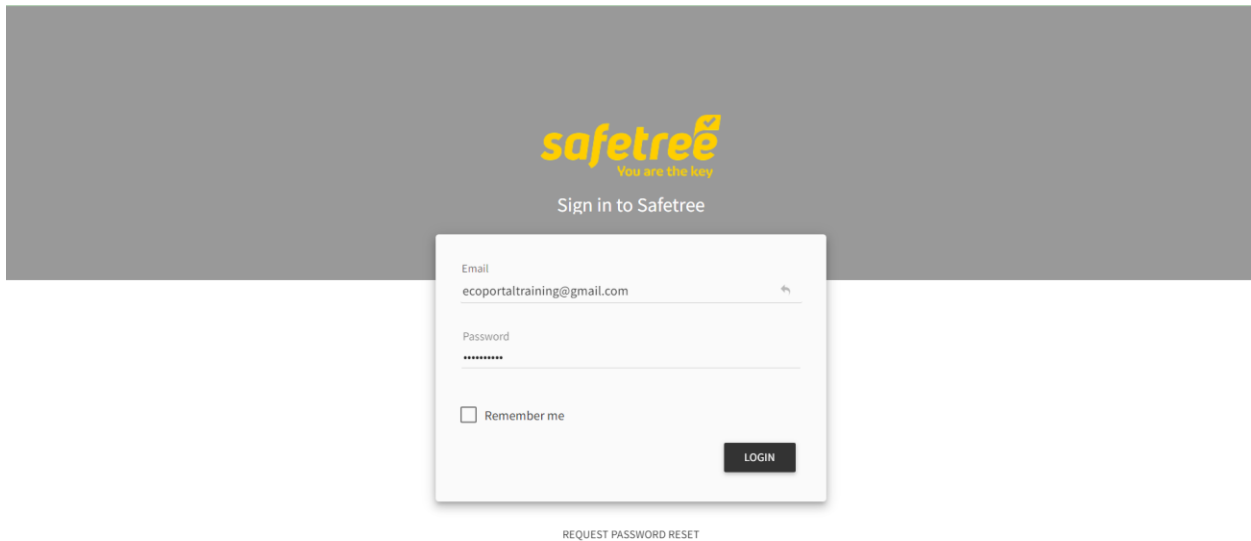 safetree
You are the key
Sign in to Safetree
Email
ecoportaltraining@gmail.com
Password
••••••••••
Remember me
LOGIN
REQUEST PASSWORD RESET